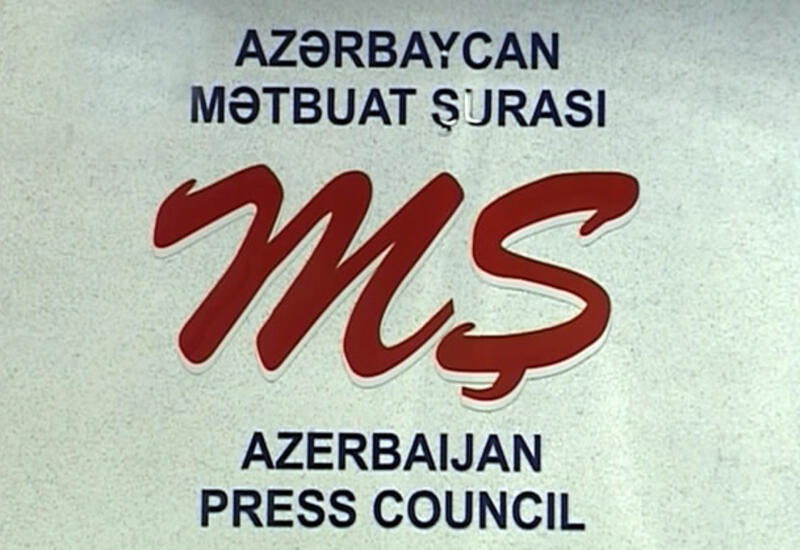 AZƏRBAYCAN
MƏTBUAT ŞURASI
MŞ
AZERBAIJAN
PRESS COUNCIL